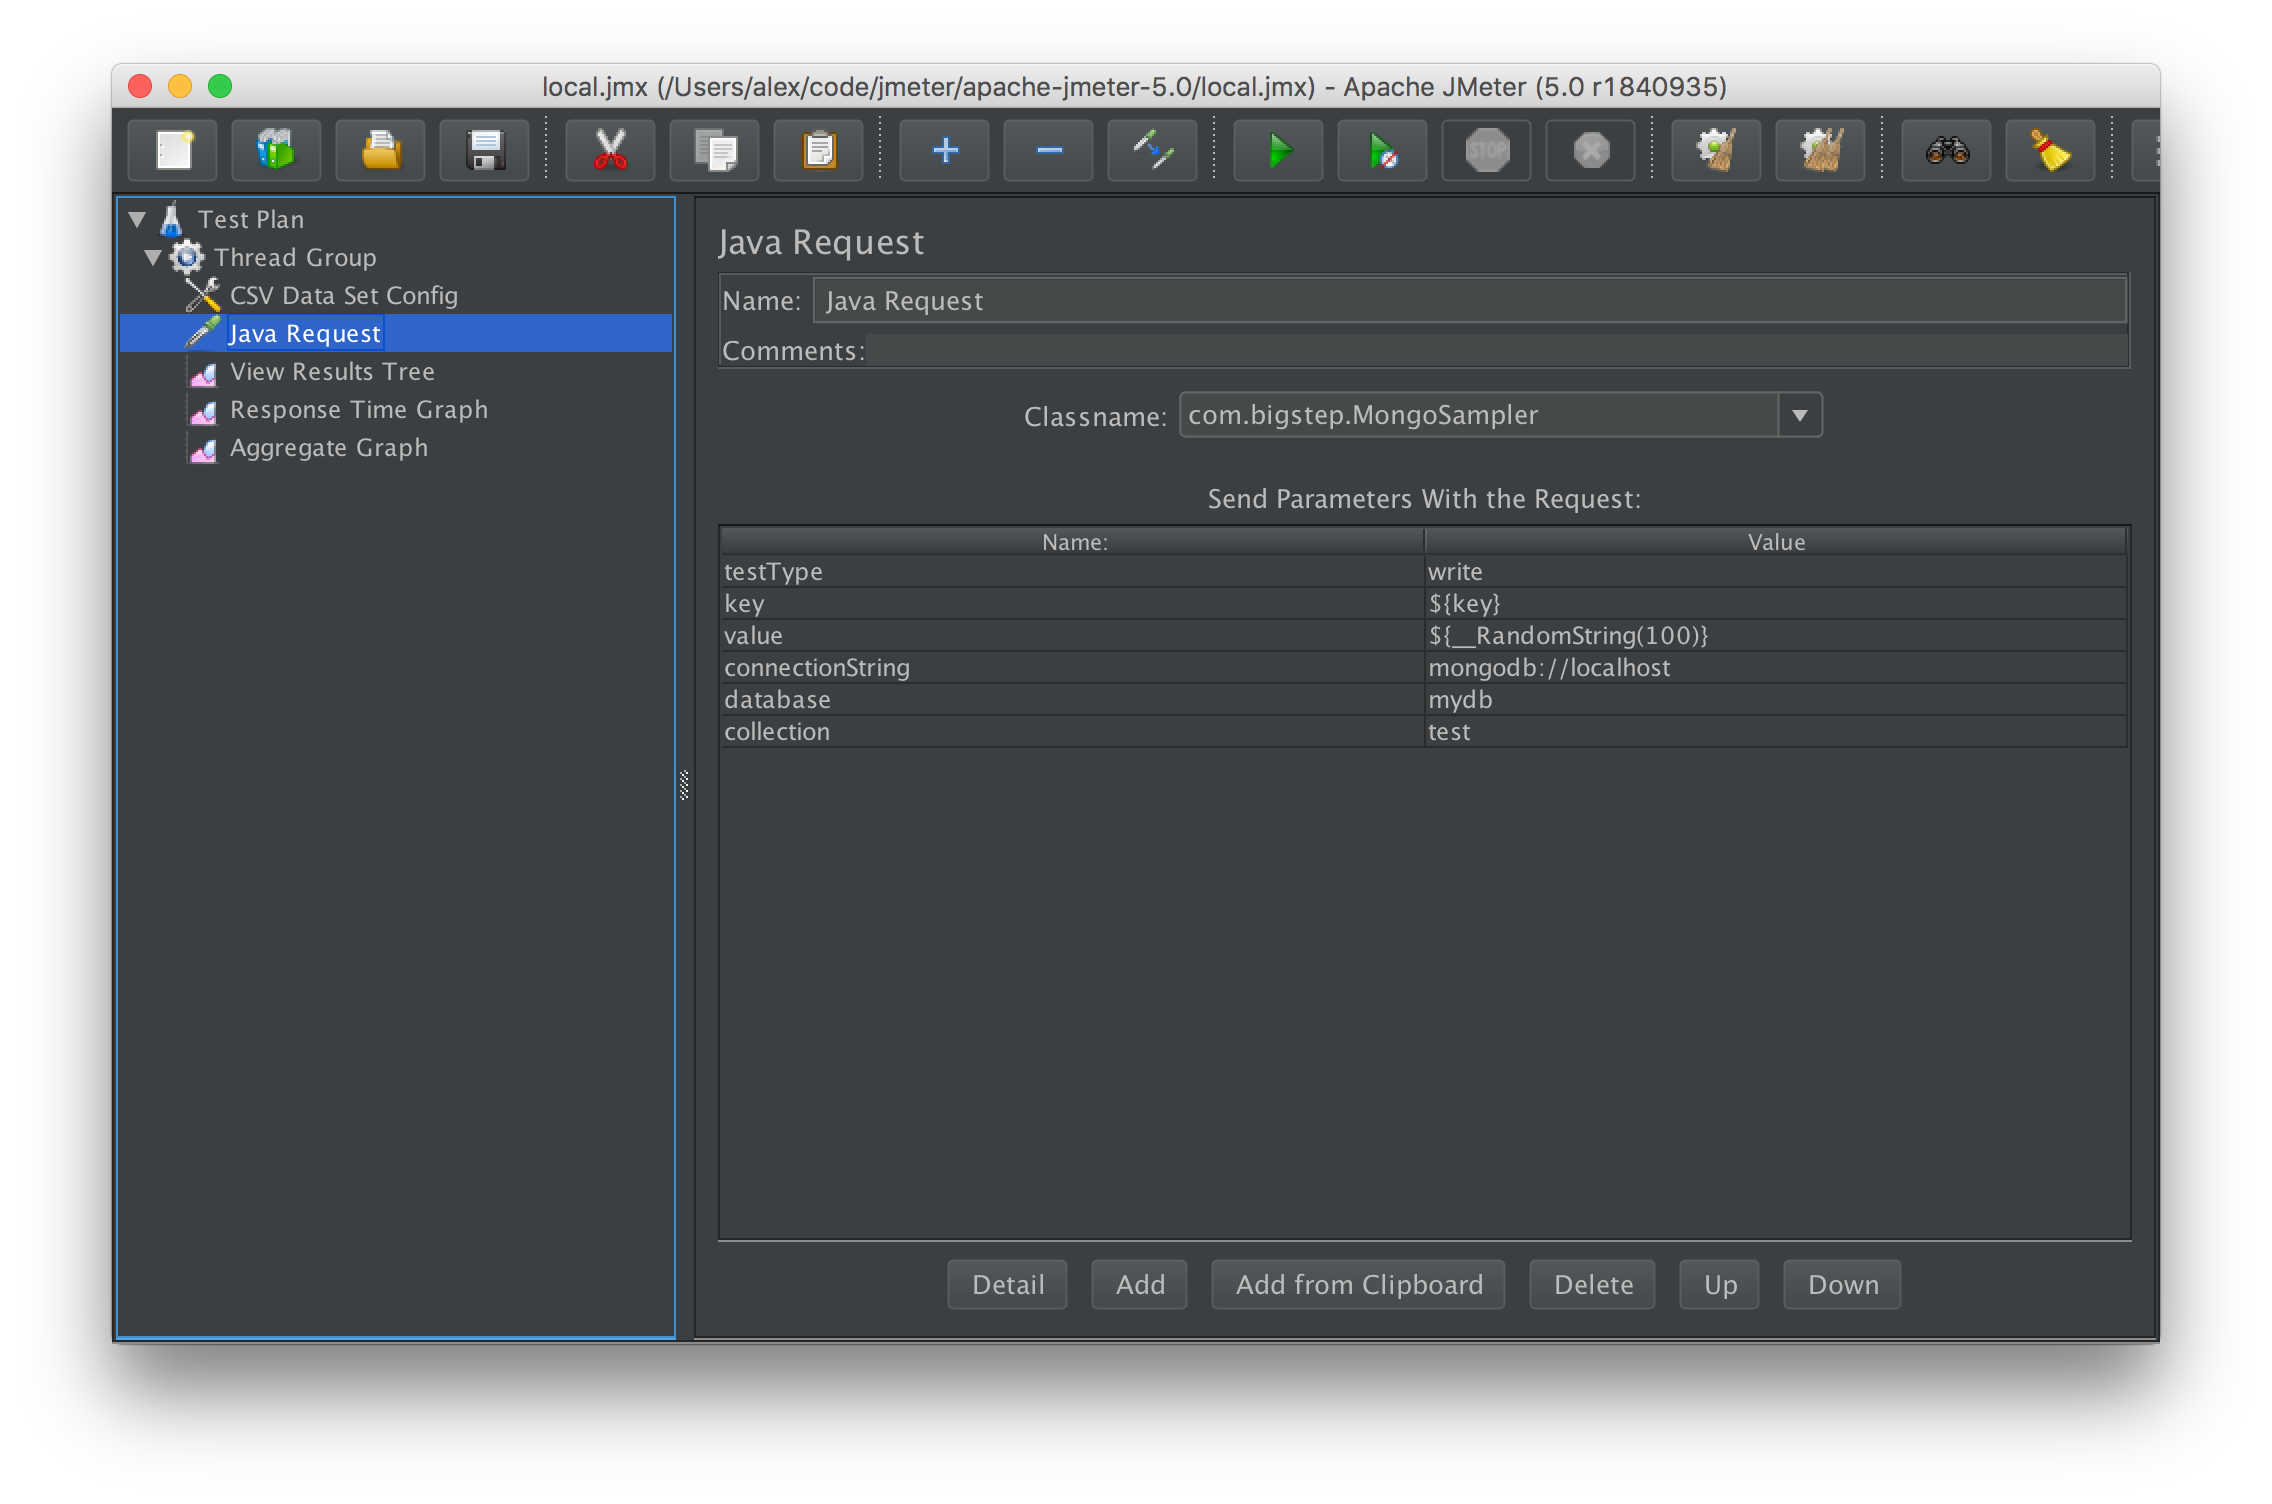 local.jmx (/Users/alex/code/jmeter/apache-jmeter-5.0/local.jmx) - Apache JMeter (5.0 r1840935)
STOP
Test Plan
Thread Group
CSV Data Set Config
Java Request
View Results Tree
Response Time Graph
Aggregate Graph
Java Request
Name: Java Request
Comments:
Classname: com.bigstep.MongoSampler
Send Parameters With the Request:
Name: Value
testType write
key ${key}
value ${__RandomString(100)}
connectionString mongodb://localhost
database mydb
collection test
Detail Add Add from Clipboard Delete Up Down